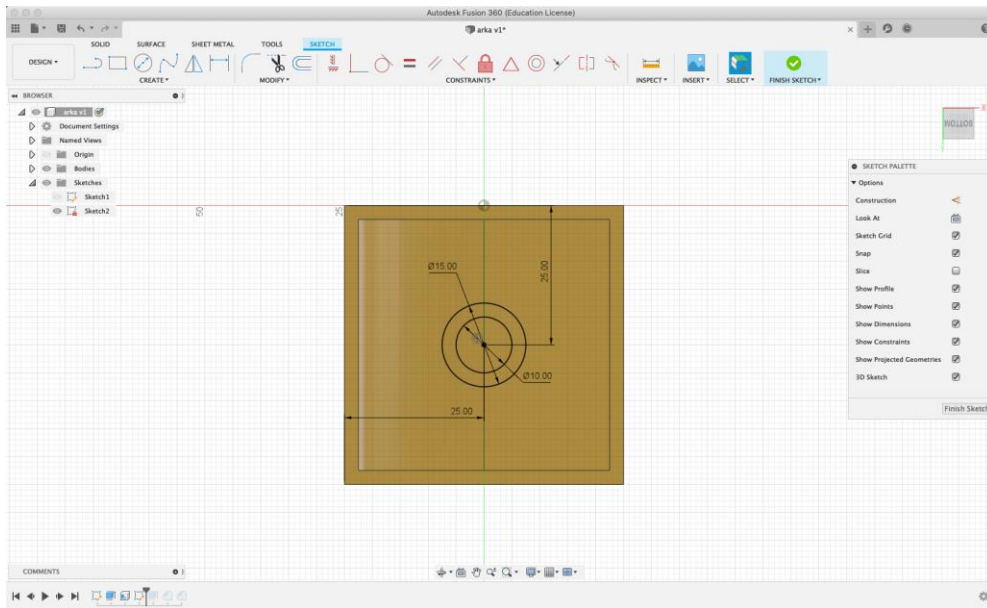 Autodesk Fusion 360 (Education License)
arka v1*
SOLID SURFACE SHEET METAL TOOLS SKETCH
DESIGN
CREATE MODIFY CONSTRAINTS INSPECT INSERT SELECT FINISH SKETCH
BROWSER
arka v1
Document Settings
Named Views
Origin
Bodies
Sketches
Sketch1
Sketch2
50
25
Ø15.00
25.00
Ø10.00
25.00
X
BOTTOM
SKETCH PALETTE
Options
Construction
Look At
Sketch Grid
Snap
Slice
Show Profile
Show Points
Show Dimensions
Show Constraints
Show Projected Geometries
3D Sketch
Finish Sketch
COMMENTS